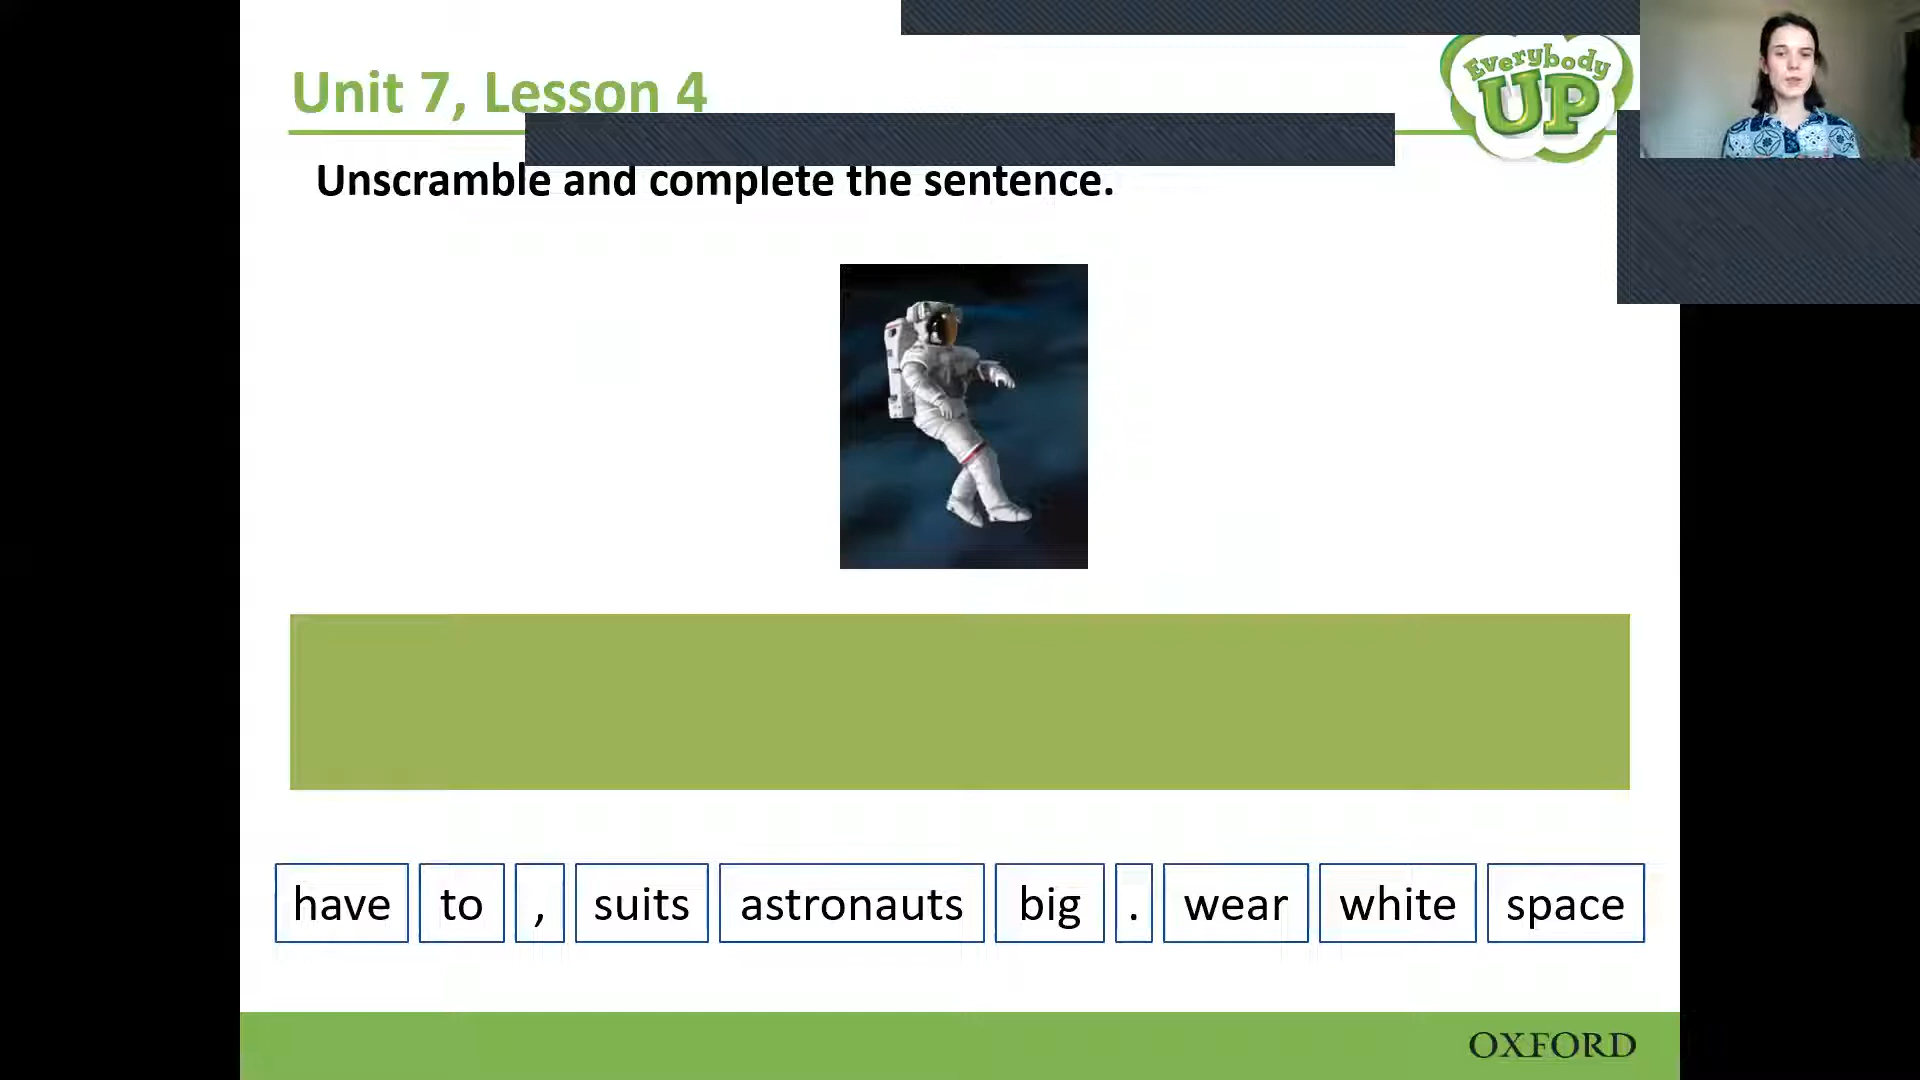 Unit 7, Lesson 4
Everybody
UP
Unscramble and complete the sentence.
have to , suits astronauts big . wear white space
OXFORD